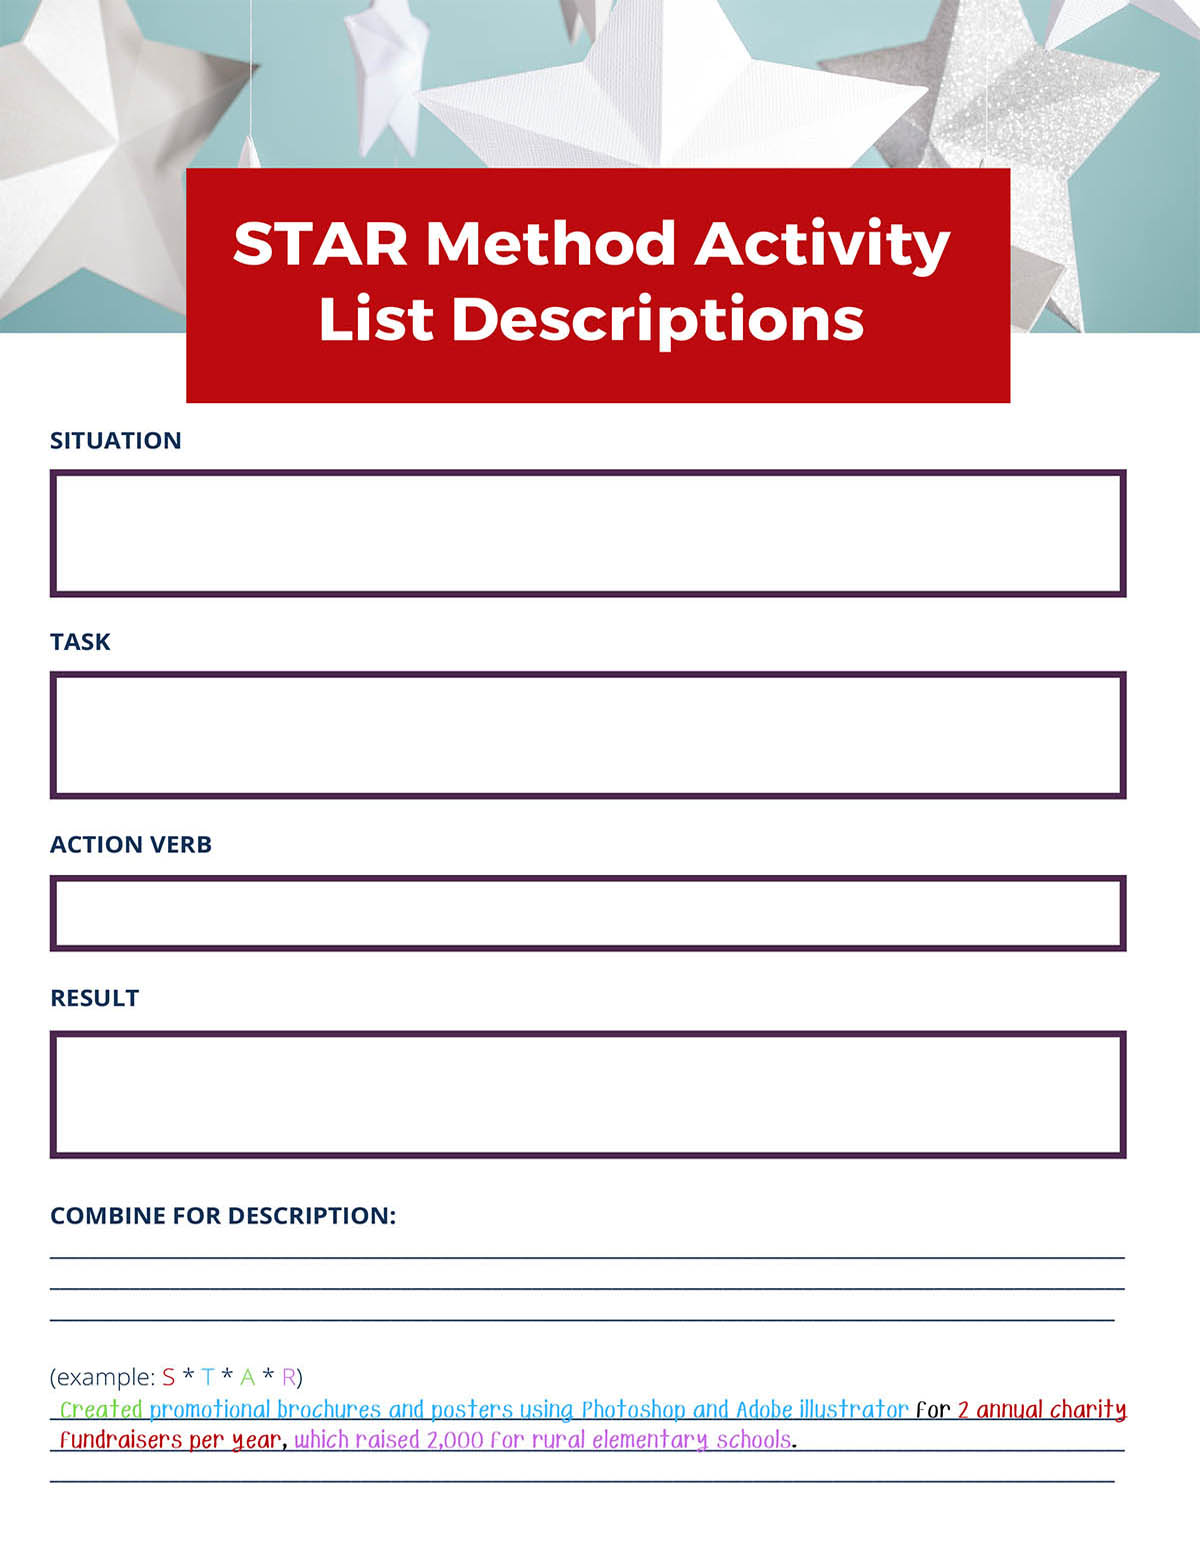 STAR Method Activity
List Descriptions
SITUATION
TASK
ACTION VERB
RESULT
COMBINE FOR DESCRIPTION:
(example: S * T * A * R)
Created promotional brochures and posters using Photoshop and Adobe illustrator for 2 annual charity
fundraisers per year, which raised 2,000 for rural elementary schools.